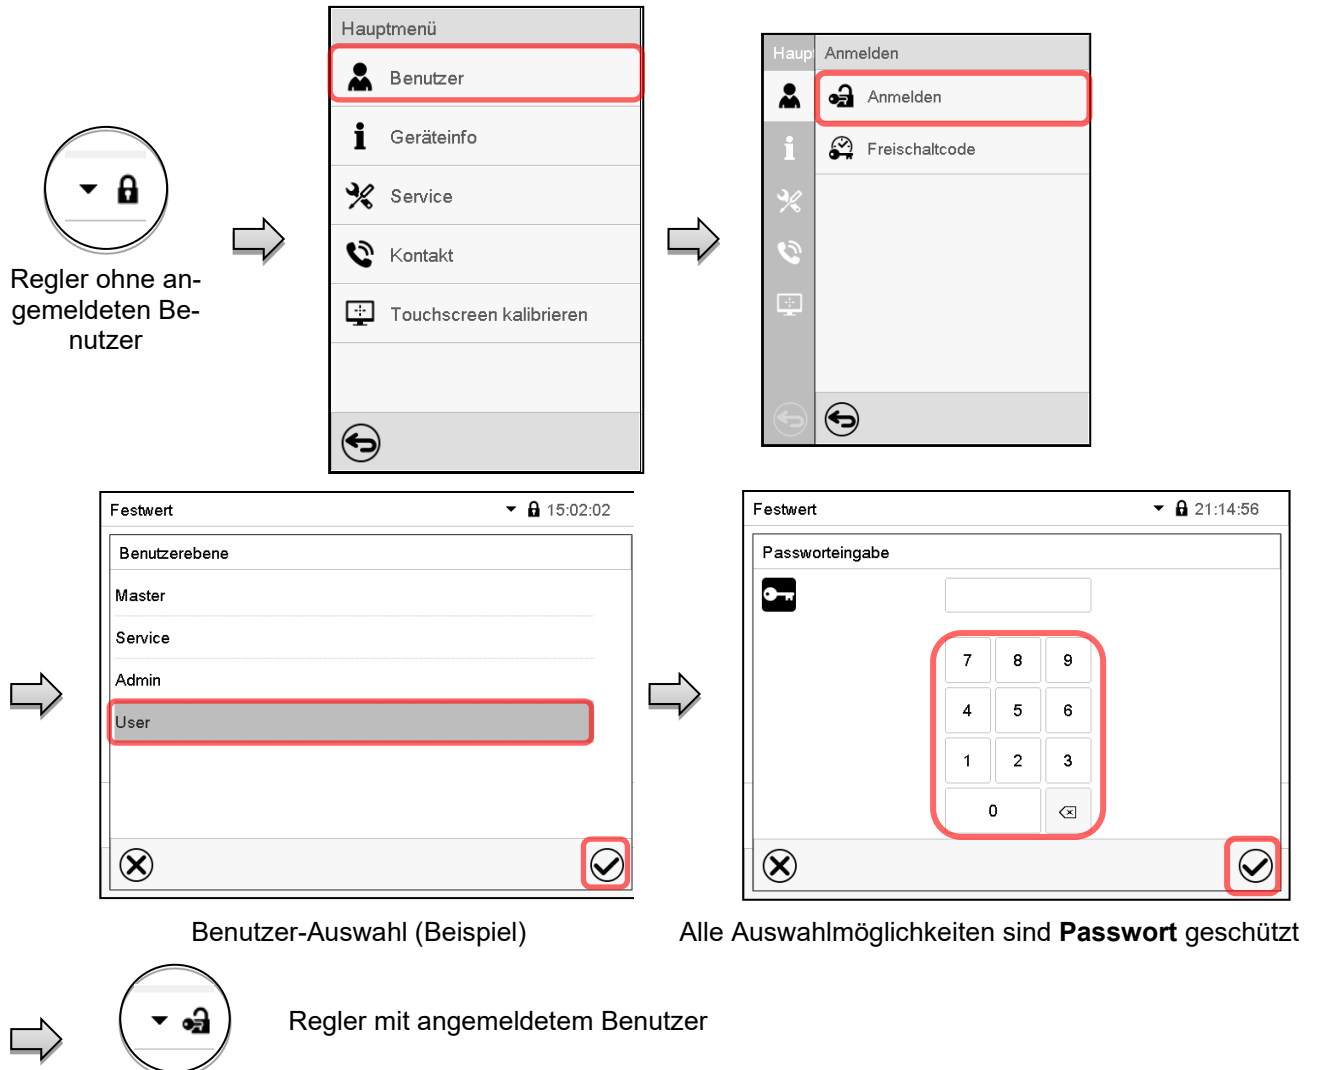 Regler ohne an-
gemeldeten Be-
nutzer
Hauptmenü
Benutzer
Geräteinfo
Service
Kontakt
Touchscreen kalibrieren
Haup
Anmelden
Anmelden
Freischaltcode
Festwert
15:02:02
Benutzerebene
Master
Service
Admin
User
Benutzer-Auswahl (Beispiel)
Festwert
21:14:56
Passworteingabe
7 8 9
4 5 6
1 2 3
0
Alle Auswahlmöglichkeiten sind Passwort geschützt
Regler mit angemeldetem Benutzer